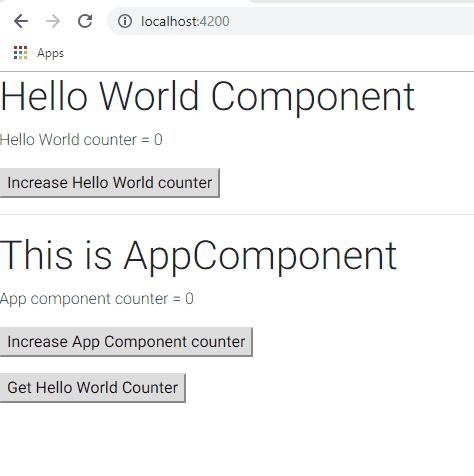 localhost:4200
Apps
Hello World Component
Hello World counter = 0
Increase Hello World counter
This is AppComponent
App component counter = 0
Increase App Component counter
Get Hello World Counter